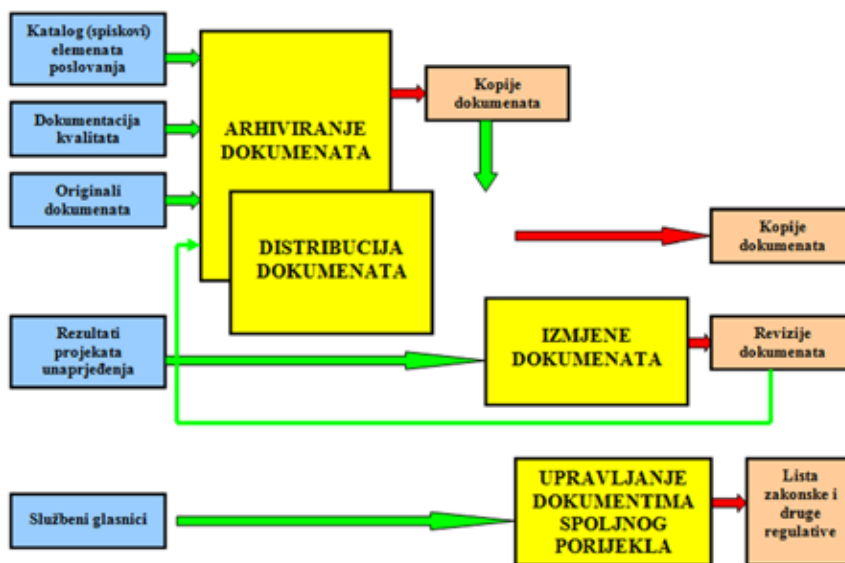 Katalog (spiskovi)
elemenata
poslovanja
Dokumentacija
kvalitata
Originali
dokumenata
ARHIVIRANJE
DOKUMENATA
DISTRIBUCIJA
DOKUMENATA
Kopije
dokumenata
Kopije
dokumenata
Rezultati
projekata
unaprjeđenja
IZMJENE
DOKUMENATA
Revizije
dokumenata
Službeni glasnici
UPRAVLJANJE
DOKUMENTIMA
SPOLJNOG
PORIJEKLA
Lista
zakonske i
druge
regulative